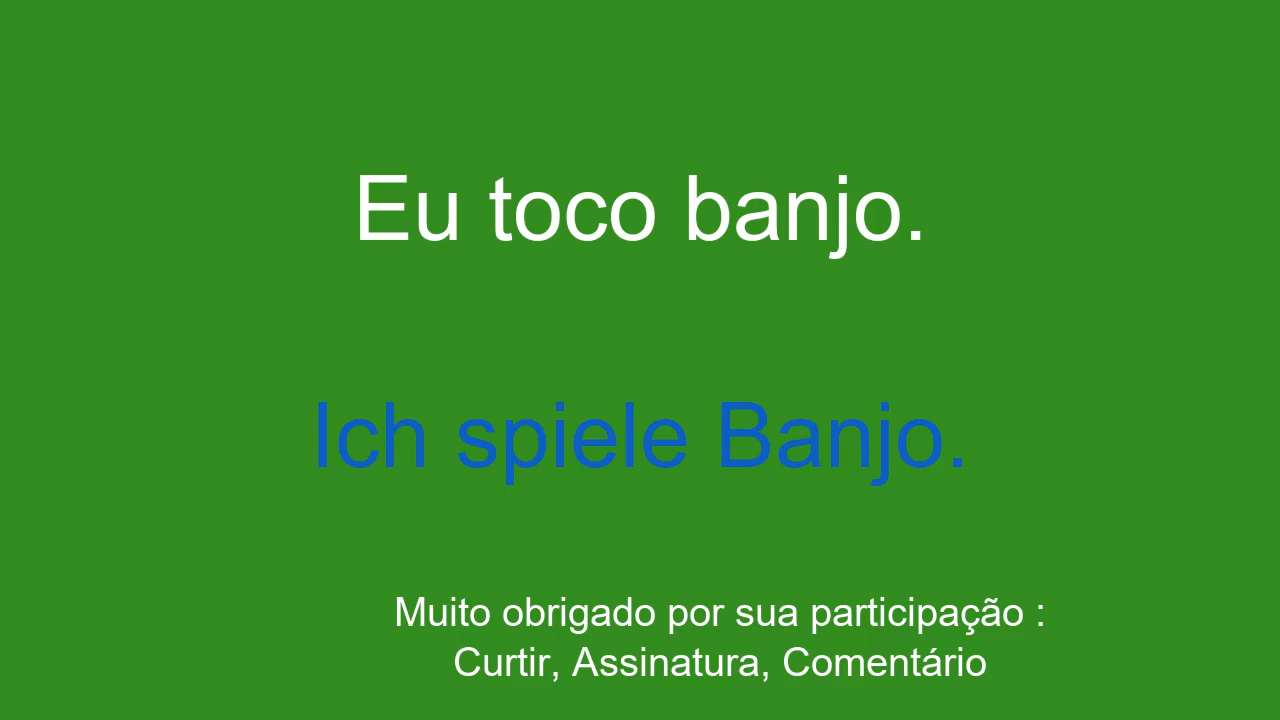 Eu toco banjo.
Ich spiele Banjo.
Muito obrigado por sua participação :
Curtir, Assinatura, Comentário